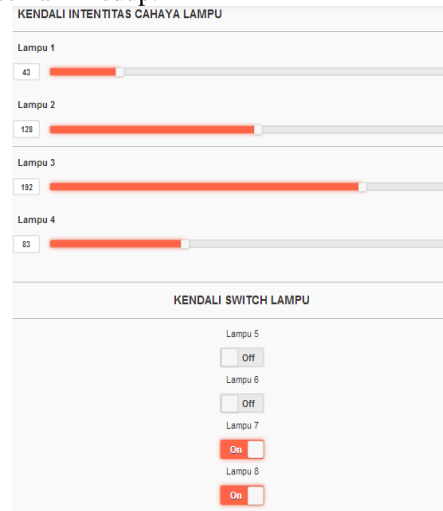 KENDALI INTENTITAS CAHAYA LAMPU
Lampu 1
43
Lampu 2
128
Lampu 3
192
Lampu 4
83
KENDALI SWITCH LAMPU
Lampu 5
Off
Lampu 6
Off
Lampu 7
On
Lampu 8
On